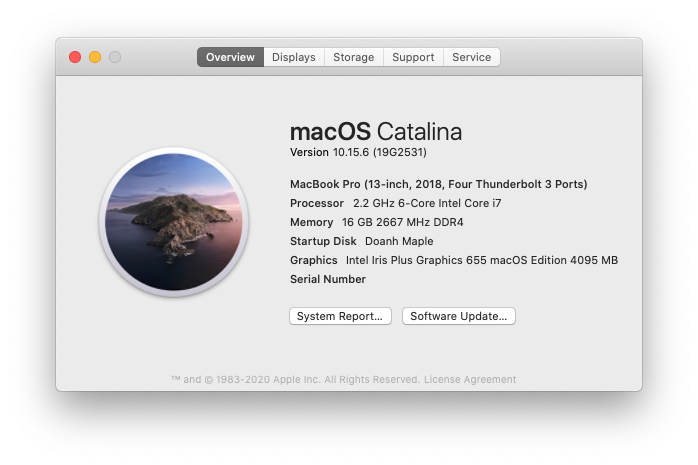 Overview Displays Storage Support Service
macOS Catalina
Version 10.15.6 (19G2531)
MacBook Pro (13-inch, 2018, Four Thunderbolt 3 Ports)
Processor 2.2 GHz 6-Core Intel Core i7
Memory 16 GB 2667 MHz DDR4
Startup Disk Doanh Maple
Graphics Intel Iris Plus Graphics 655 macOS Edition 4095 MB
Serial Number
System Report... Software Update...
™ and © 1983-2020 Apple Inc. All Rights Reserved. License Agreement